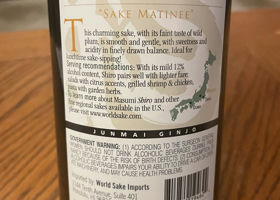 "SAKE MATINEE"
This charming sake, with its faint taste of wild
plum, is smooth and gentle, with sweetness and
acidity in finely drawn balance. Ideal for
lunchtime sake-sipping!
Serving recommendations: With its mild 12%
alcohol content, Shiro pairs well with lighter fare
salads with citrus accents, grilled shrimp & chicken,
pasta with garden herbs.
To learn more about Masumi Shiro and other
fine regional sakes available in the U.S.,
visit www.worldsake.com.
JUNMAI GINJO
GOVERNMENT WARNING: (1) ACCORDING TO THE SURGEON
WOMEN SHOULD NOT DRINK ALCOHOLIC BEVERAGES DURING
BECAUSE OF THE RISK OF BIRTH DEFECTS. (2) CONSUMPTION
BEVERAGES IMPAIRS YOUR ABILITY TO DRIVE A CAR OR
MACHINERY, AND MAY CAUSE HEALTH PROBLEMS.
Imported by: World Sake Imports
Tenth Avenue, Suite 401